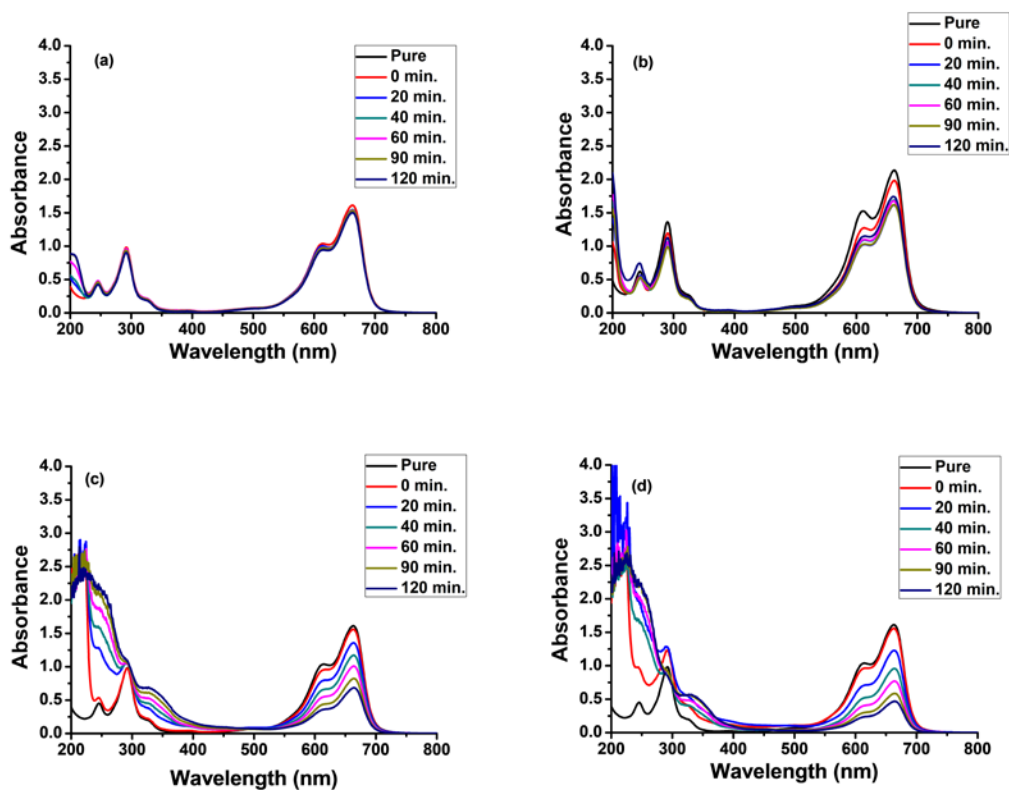 (a)
Pure
0 min.
20 min.
40 min.
60 min.
90 min.
120 min.
Absorbance
4.0
3.5
3.0
2.5
2.0
1.5
1.0
0.5
0.0
200 300 400 500 600 700 800
Wavelength (nm)
(b)
Pure
0 min.
20 min.
40 min.
60 min.
90 min.
120 min.
Absorbance
4.0
3.5
3.0
2.5
2.0
1.5
1.0
0.5
0.0
200 300 400 500 600 700 800
Wavelength (nm)
(c)
Pure
0 min.
20 min.
40 min.
60 min.
90 min.
120 min.
Absorbance
4.0
3.5
3.0
2.5
2.0
1.5
1.0
0.5
0.0
200 300 400 500 600 700 800
Wavelength (nm)
(d)
Pure
0 min.
20 min.
40 min.
60 min.
90 min.
120 min.
Absorbance
4.0
3.5
3.0
2.5
2.0
1.5
1.0
0.5
0.0
200 300 400 500 600 700 800
Wavelength (nm)